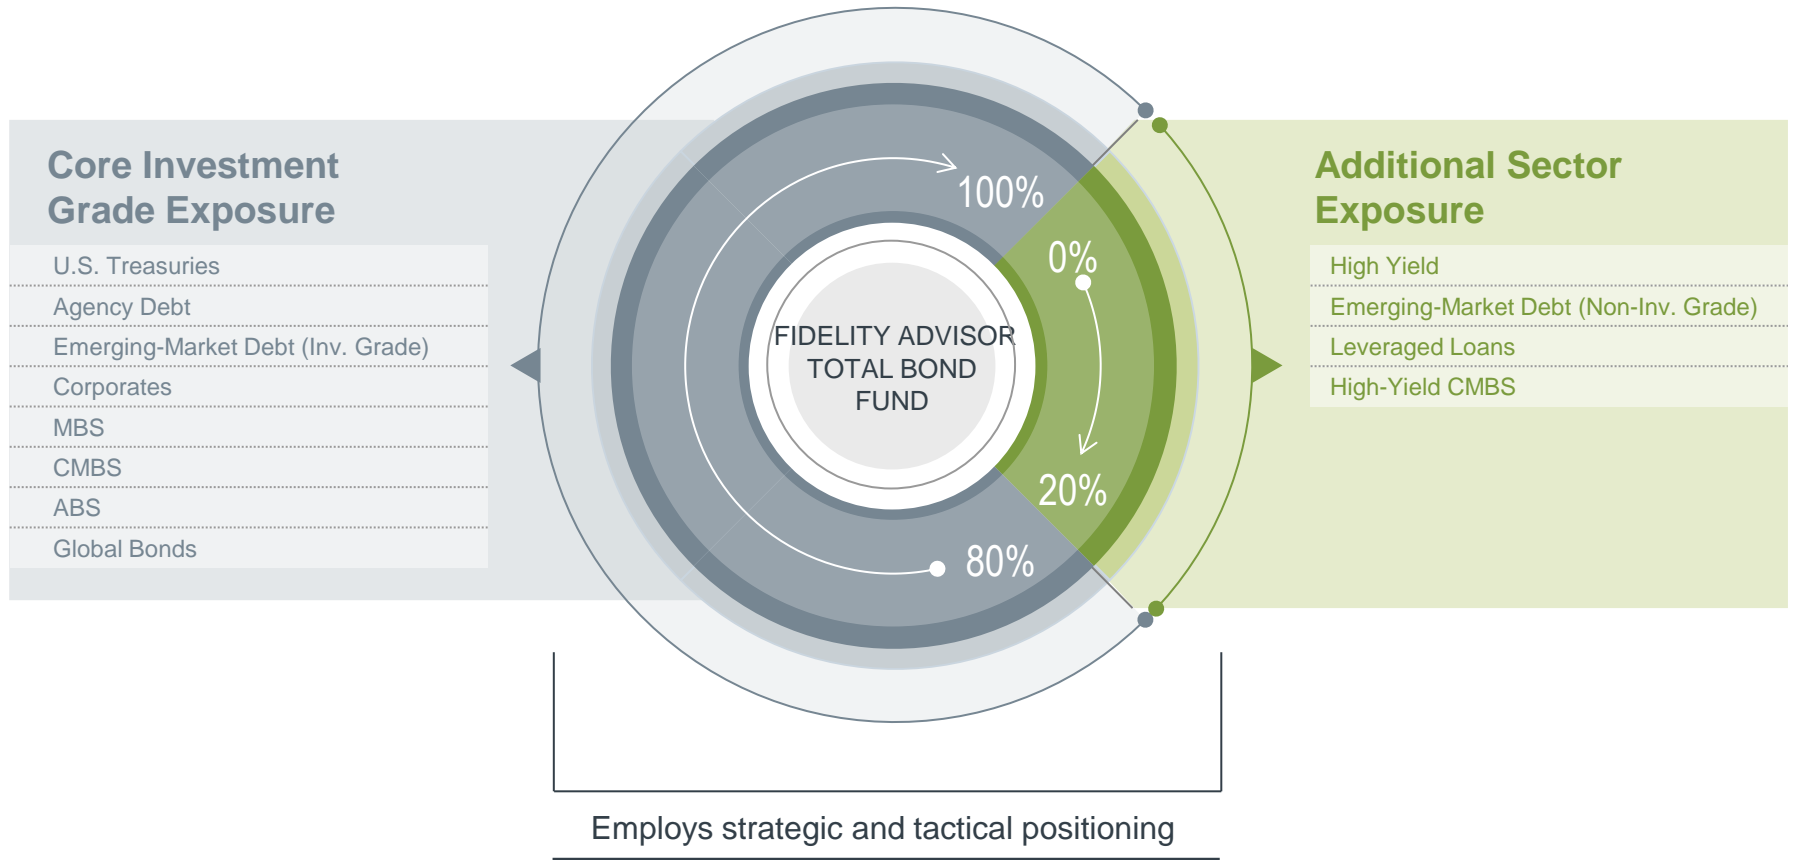 Core Investment
Grade Exposure
U.S. Treasuries
Agency Debt
Emerging-Market Debt (Inv. Grade)
Corporates
MBS
CMBS
ABS
Global Bonds
100%
0%
FIDELITY ADVISOR
TOTAL BOND
FUND
20%
80%
Additional Sector
Exposure
High Yield
Emerging-Market Debt (Non-Inv. Grade)
Leveraged Loans
High-Yield CMBS
Employs strategic and tactical positioning